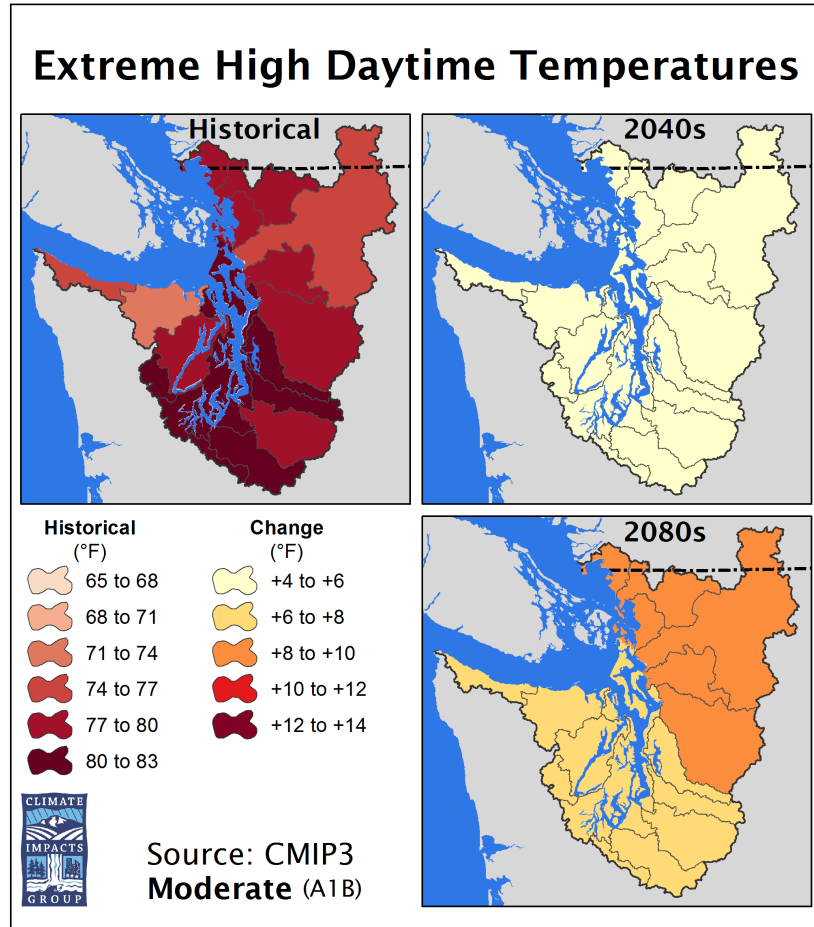 Extreme High Daytime Temperatures
Historical
2040s
2080s
Historical
(°F)
65 to 68
68 to 71
71 to 74
74 to 77
77 to 80
80 to 83
Change
(°F)
+4 to +6
+6 to +8
+8 to +10
+10 to +12
+12 to +14
CLIMATE
IMPACTS
GROUP
Source: CMIP3
Moderate (A1B)